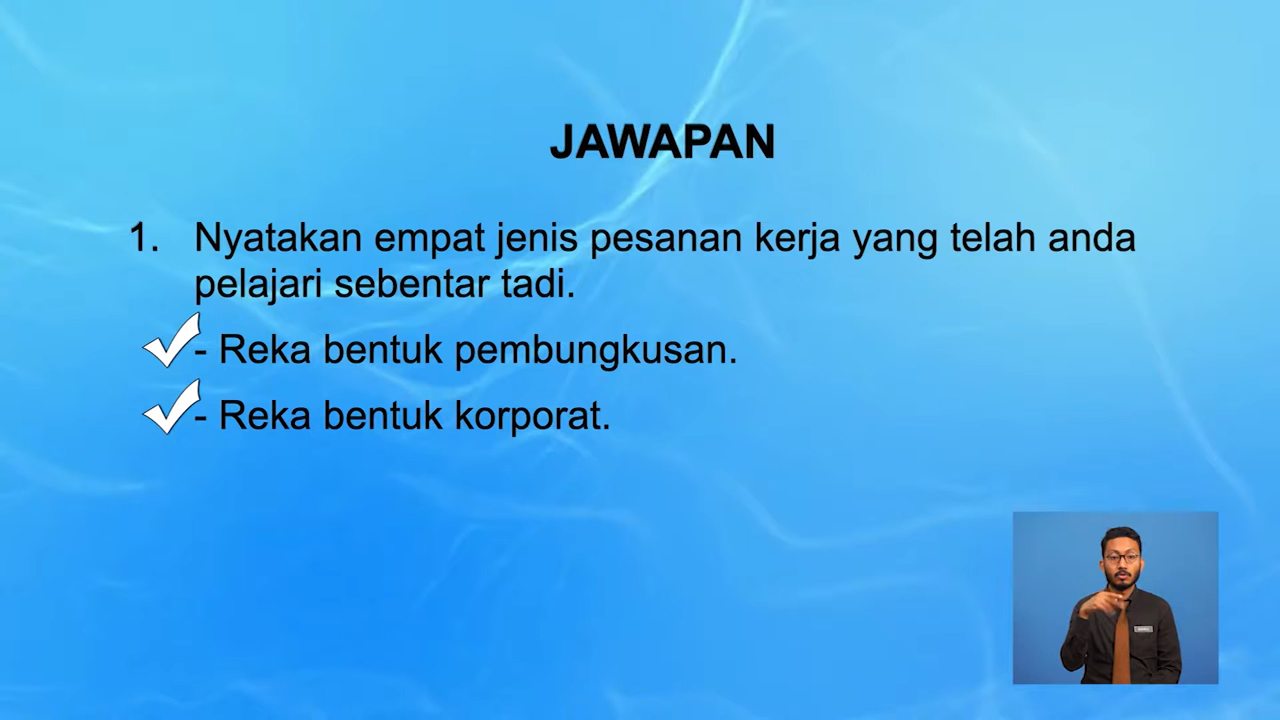 JAWAPAN
1. Nyatakan empat jenis pesanan kerja yang telah anda
pelajari sebentar tadi.
- Reka bentuk pembungkusan.
- Reka bentuk korporat.